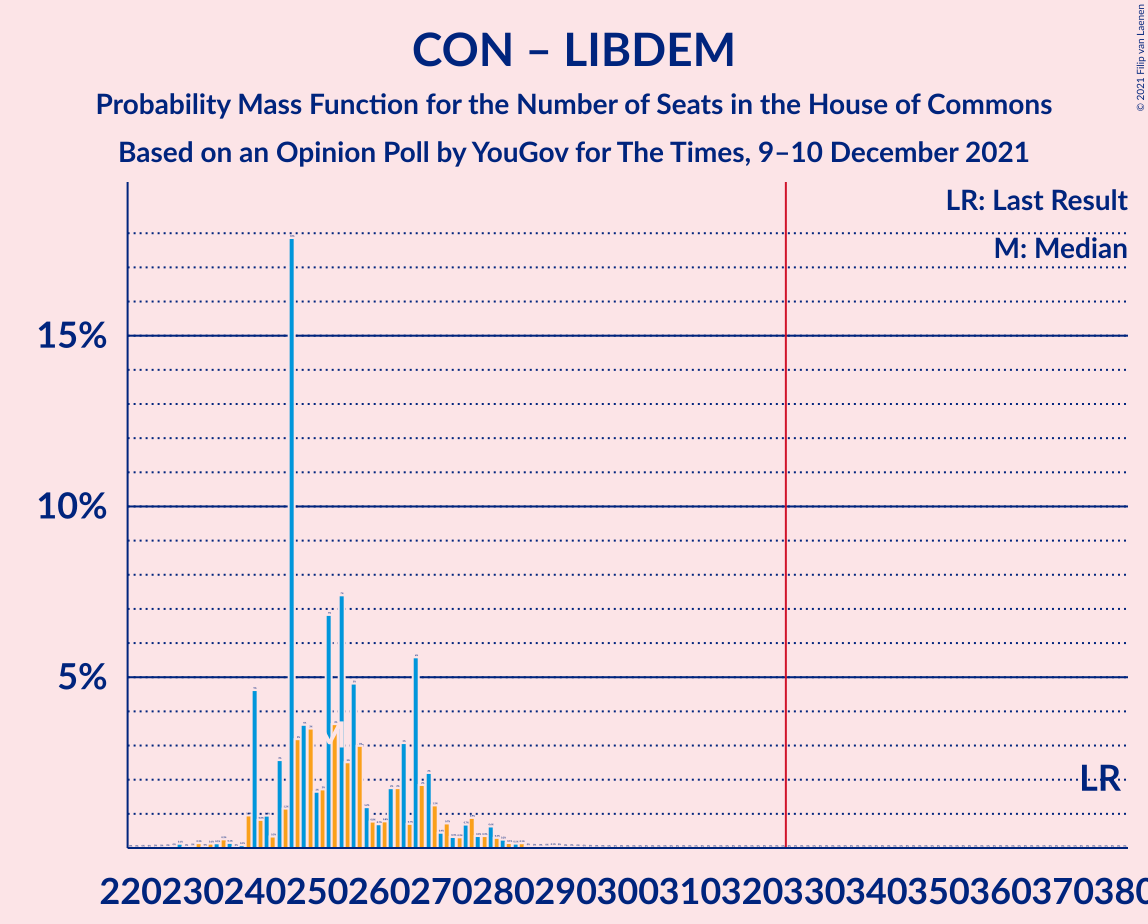 CON – LIBDEM
Probability Mass Function for the Number of Seats in the House of Commons
Based on an Opinion Poll by YouGov for The Times, 9–10 December 2021
© 2021 Filip van Laenen
LR: Last Result
M: Median
15%
10%
5%
M
LR
220230240250260270280290300310320330340350360370380